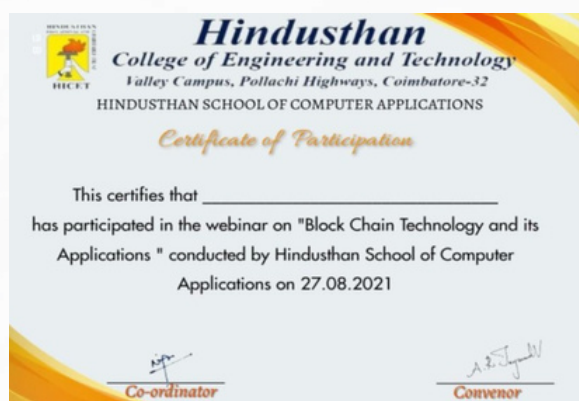 Hindusthan
College of Engineering and Technology
Valley Campus, Pollachi Highways, Coimbatore-32
HICET
HINDUSTHAN SCHOOL OF COMPUTER APPLICATIONS
Certificate of Participation
This certifies that
has participated in the webinar on "Block Chain Technology and its
Applications " conducted by Hindusthan School of Computer
Applications on 27.08.2021
Co-ordinator
Convenor